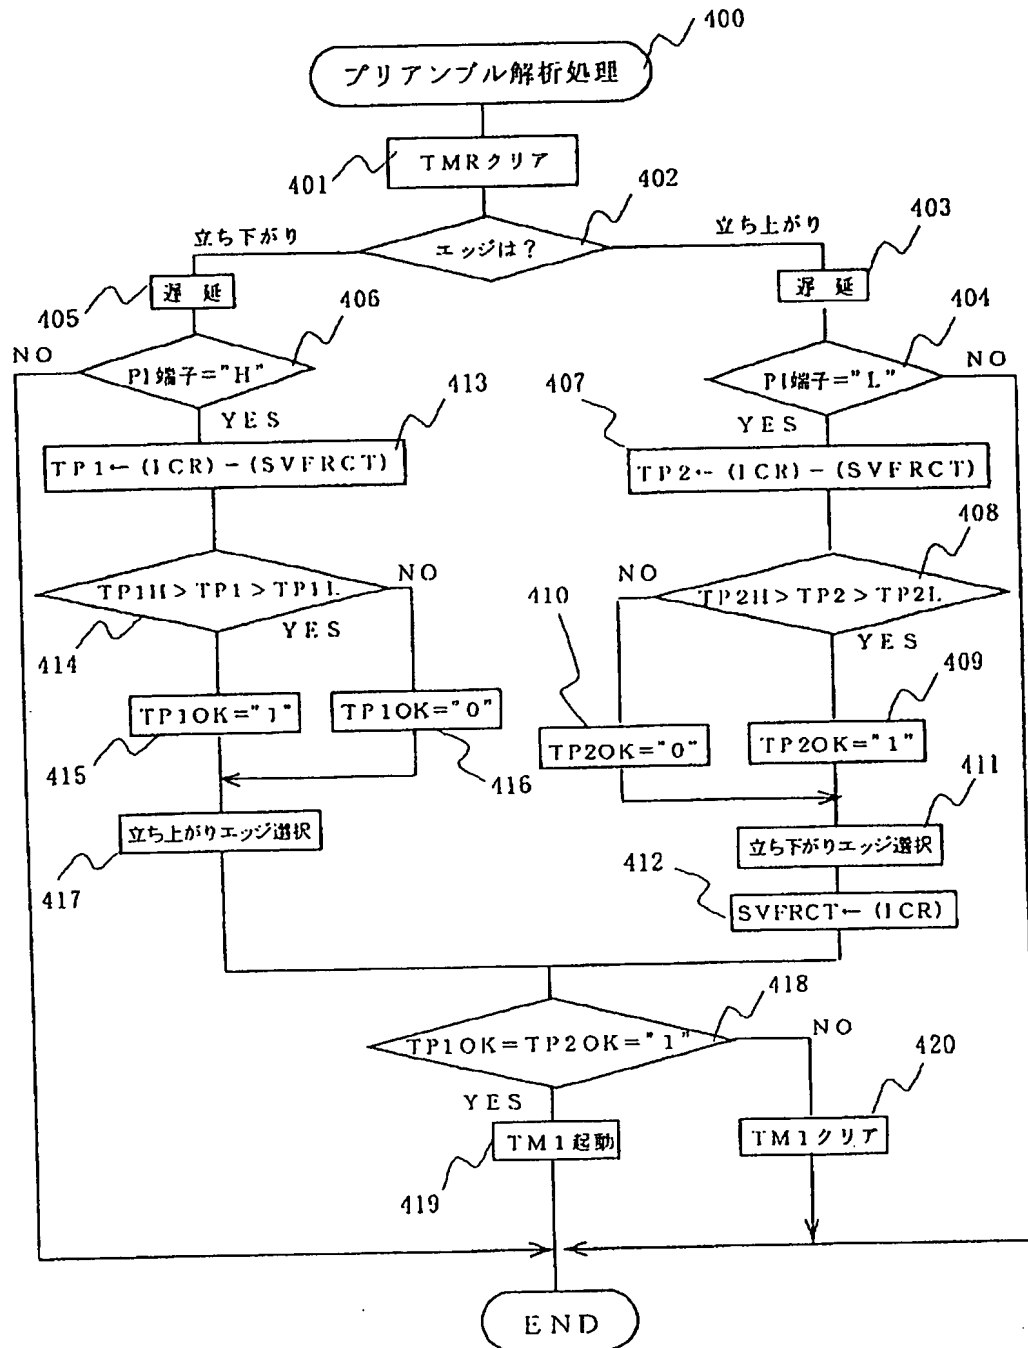 400
プリアンブル解析処理
401
TMRクリア
402
エッジは?
立ち下がり
立ち上がり
403
405
遅延
遅延
406
404
NO
P1端子="H"
YES
P1端子="L"
NO
YES
413
407
TP1←(ICR)-(SVFRCT)
TP2←(ICR)-(SVFRCT)
408
TP1H>TP1>TP1L
NO
YES
414
NO
TP2H>TP2>TP2L
YES
410
409
TP1OK="1"
TP1OK="0"
415
416
TP2OK="0"
TP2OK="1"
411
立ち上がりエッジ選択
417
立ち下がりエッジ選択
412
SVFRCT←(ICR)
418
TP1OK=TP2OK="1"
NO
YES
420
TM1起動
TM1クリア
419
END